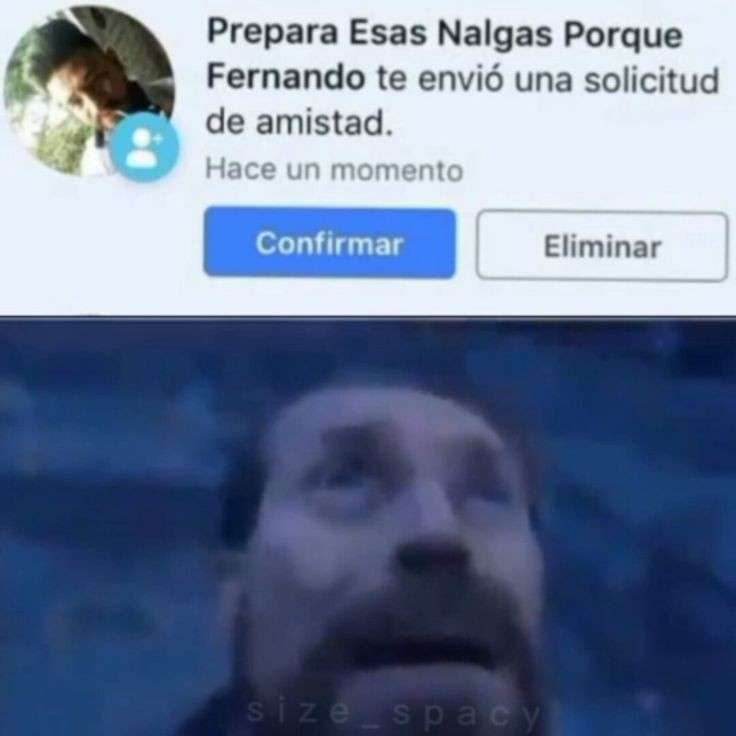 Prepara Esas Nalgas Porque
Fernando te envió una solicitud
de amistad.
Hace un momento
Confirmar
Eliminar
size_spacy